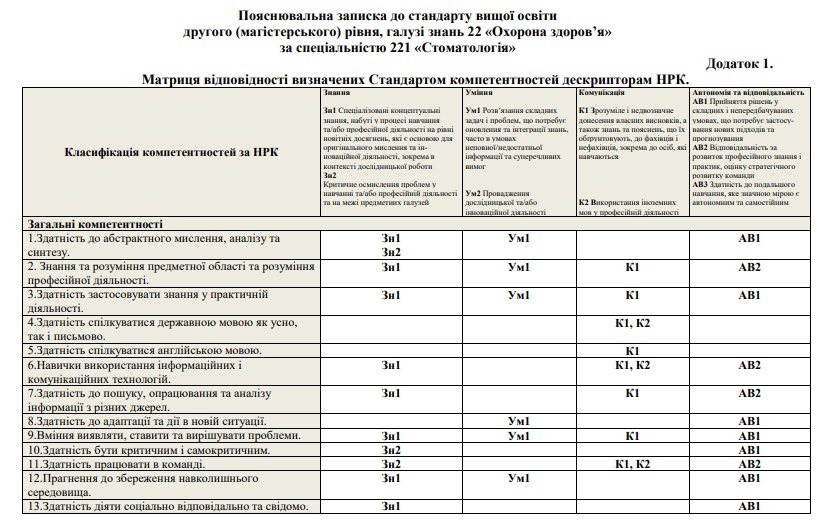 Пояснювальна записка до стандарту вищої освіти
другого (магістерського) рівня, галузі знань 22 «Охорона здоров’я»
за спеціальністю 221 «Стоматологія»
Додаток 1.
Матриця відповідності визначених Стандартом компетентностей дескрипторам НРК.
Класифікація компетентностей за НРК
Знання
Зн1 Спеціалізовані концептуальні
знання, набуті у процесі навчання
та/або професійної діяльності на рівні
новітніх досягнень, які є основою для
оригінального мислення та ін-
новаційної діяльності, зокрема в
контексті дослідницької роботи
Зн2
Критичне осмислення проблем у
навчанні та/або професійній діяльності
та на межі предметних галузей
Уміння
Ум1 Розв’язання складних
задач і проблем, що потребує
оновлення та інтеграції знань,
часто в умовах
неповної/недостатньої
інформації та суперечливих
вимог
Ум2 Провадження
дослідницької та/або
інноваційної діяльності
Комунікація
К1 Зрозуміле і недвозначне
донесення власних висновків, а
також знань та пояснень, що їх
обґрунтовують, до фахівців і
нефахівців, зокрема до осіб, які
навчаються
К2 Використання іноземних
мов у професійній діяльності
Автономія та відповідальність
АВ1 Прийняття рішень у
складних і непередбачуваних
умовах, що потребує застосу-
вання нових підходів та
прогнозування
АВ2 Відповідальність за
розвиток професійного знання і
практик, оцінку стратегічного
розвитку команди
АВ3 Здатність до подальшого
навчання, яке значною мірою є
автономним та самостійним
Загальні компетентності
1.Здатність до абстрактного мислення, аналізу та Зн1 Ум1 АВ1
синтезу. Зн2
2. Знання та розуміння предметної області та розуміння Зн1 Ум1 К1 АВ2
професійної діяльності.
3.Здатність застосовувати знання у практичній Зн1 Ум1 К1 АВ1
діяльності.
4.Здатність спілкуватися державною мовою як усно, К1, К2
так і письмово.
5.Здатність спілкуватися англійською мовою. К1
6.Навички використання інформаційних і Зн1 К1, К2 АВ2
комунікаційних технологій.
7.Здатність до пошуку, опрацювання та аналізу Зн1 К1 АВ2
інформації з різних джерел.
8.Здатність до адаптації та дії в новій ситуації. Ум1 АВ1
9.Вміння виявляти, ставити та вирішувати проблеми. Зн1 Ум1 К1 АВ1
10.Здатність бути критичним і самокритичним. Зн2 АВ1
11.Здатність працювати в команді. Зн2 К1, К2 АВ2
12.Прагнення до збереження навколишнього Зн1 Ум1 АВ1
середовища.
13.Здатність діяти соціально відповідально та свідомо. Зн1 АВ1